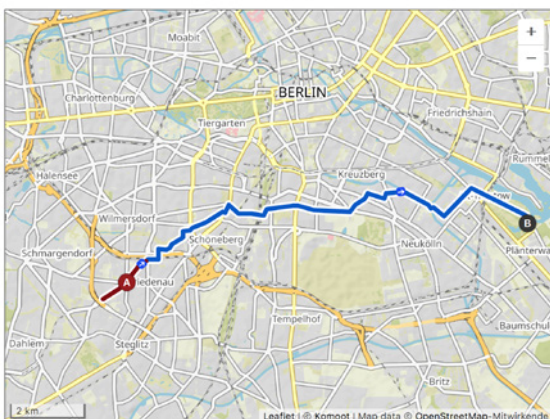 +
−
Moabit
BERLIN
Charlottenburg
Friedrichshain
Tiergarten
Rummel
Halensee
Kreuzberg
Wilmersdorf
B
Schöneberg
Neukölln
Schmargendorf
Plänterwa
A
iedenau
Tempelhof
Baumschul
Dahlem
Steglitz
Britz
2 km
Leaflet | © Komoot | Map data © OpenStreetMap-Mitwirkende